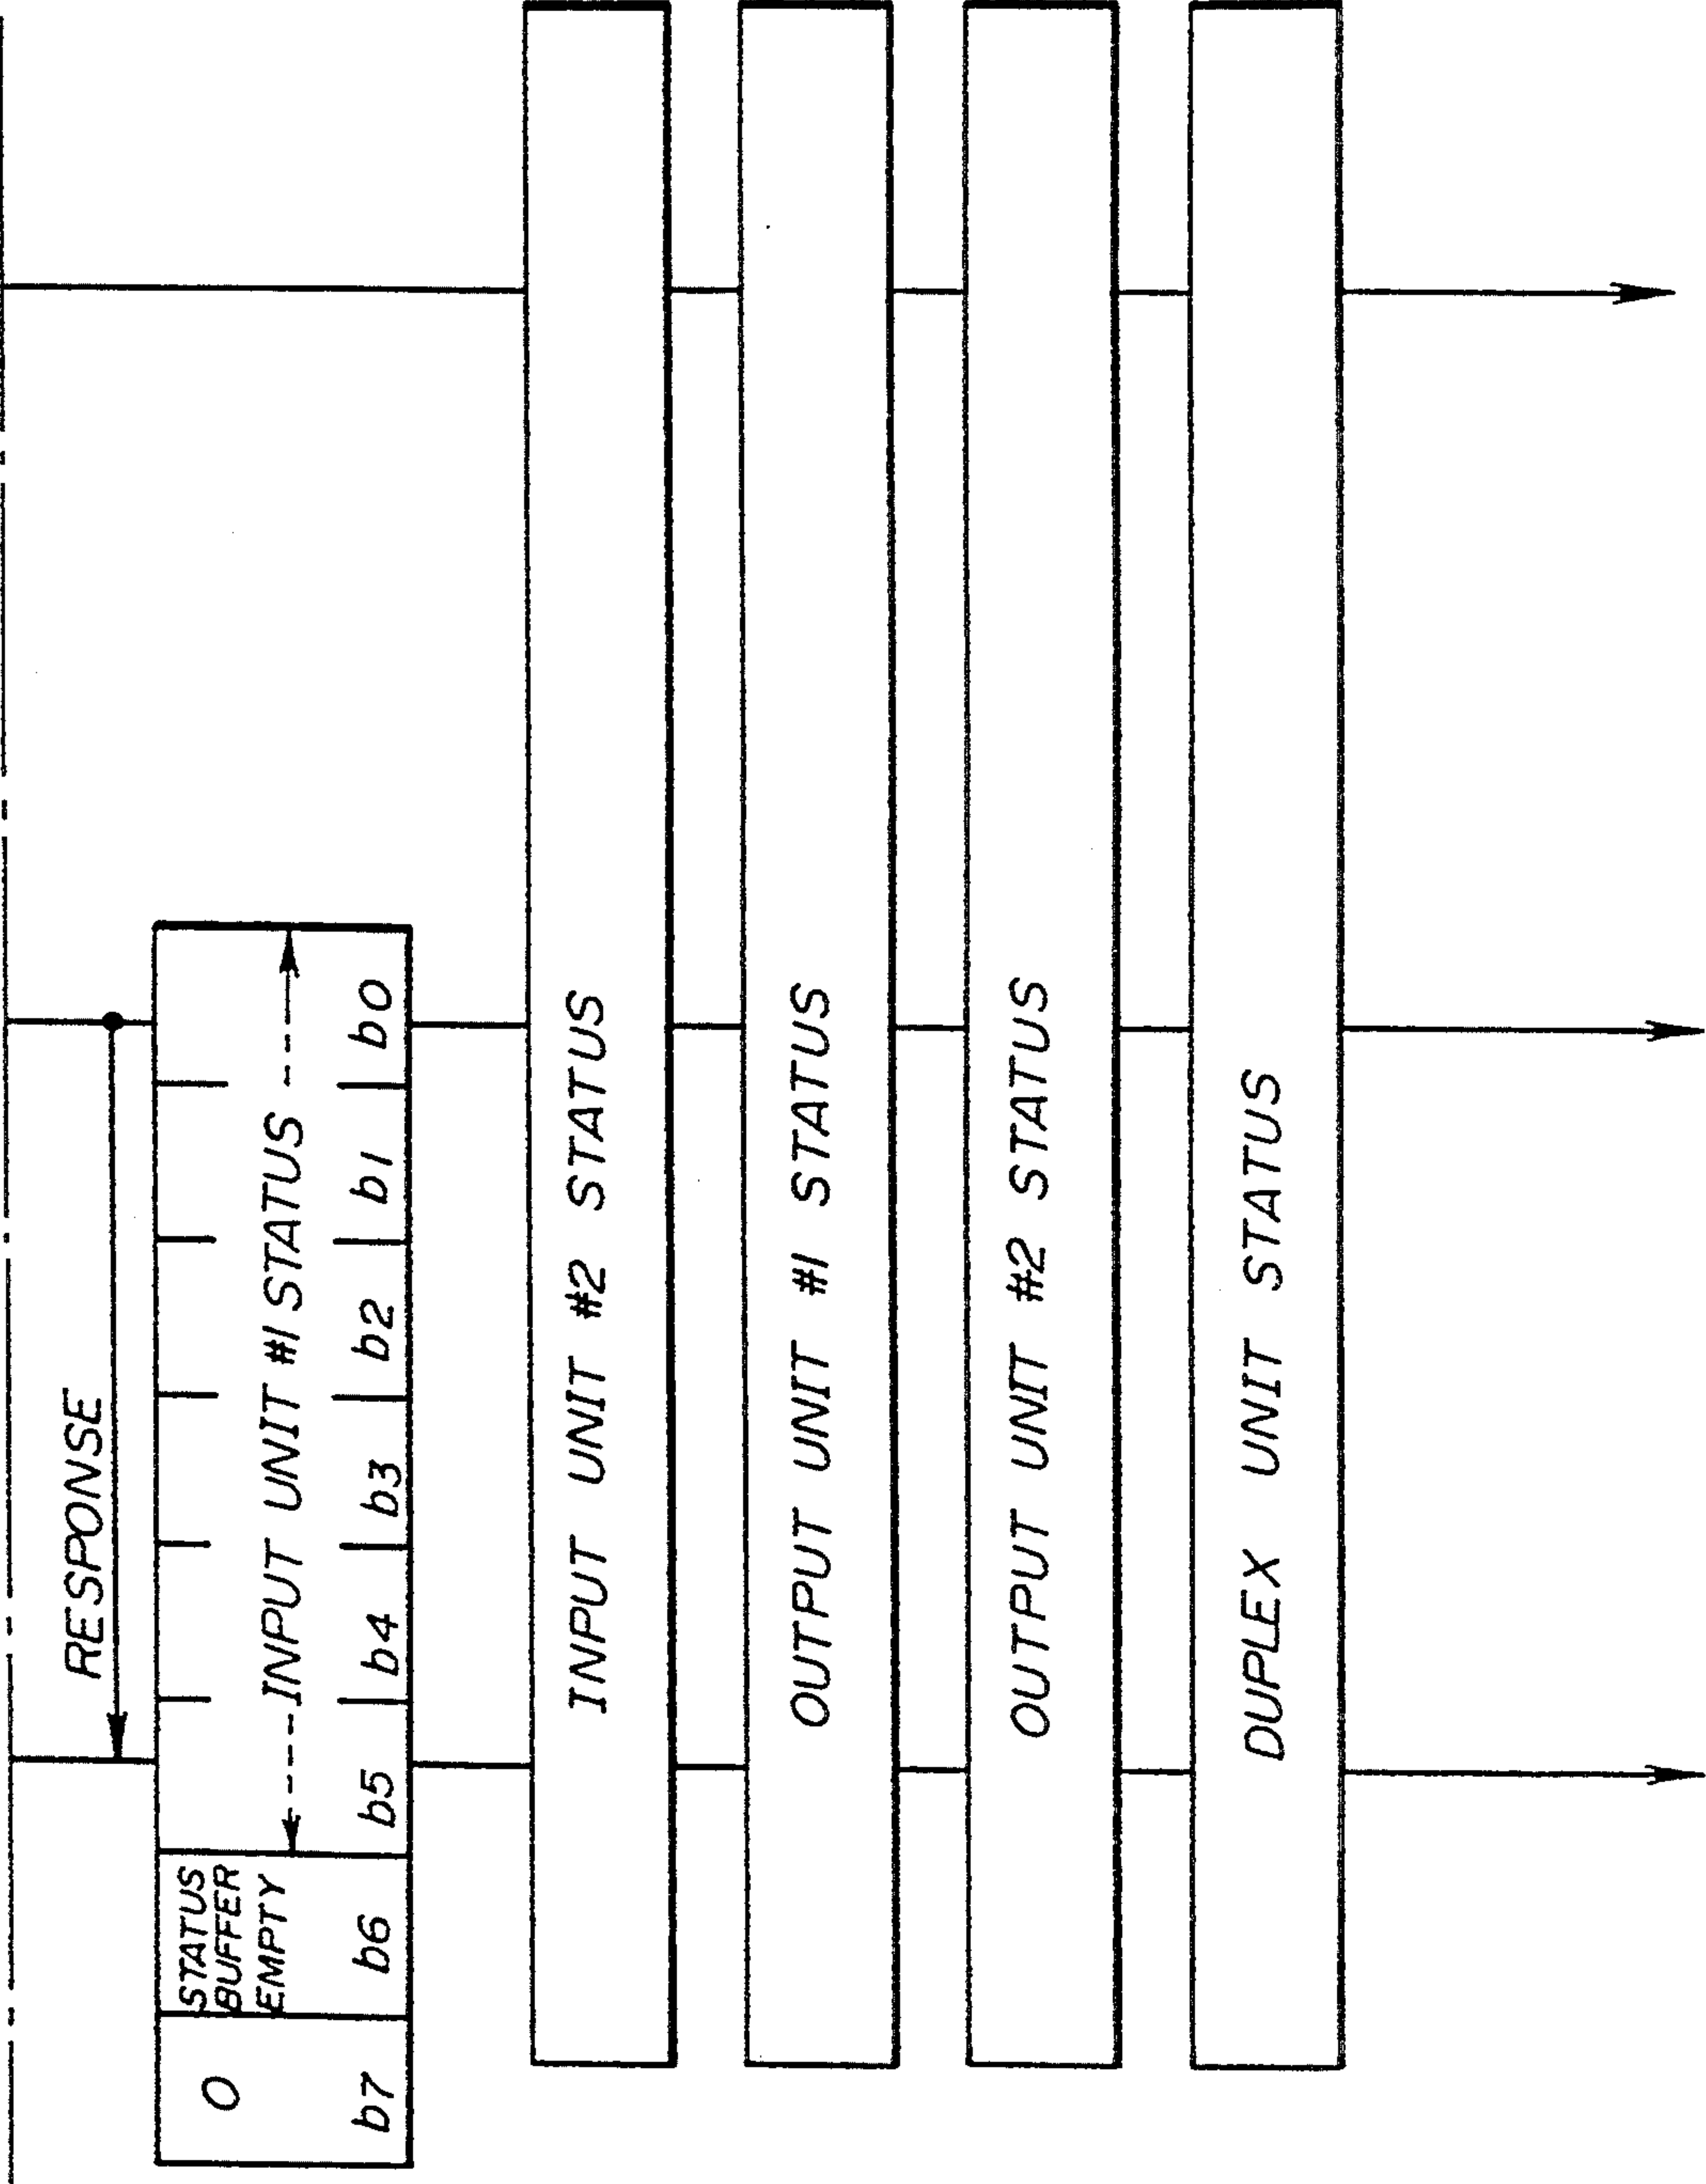 RESPONSE
0
STATUS
BUFFER
EMPTY
INPUT UNIT #1 STATUS
b7 b6 b5 b4 b3 b2 b1 b0
INPUT UNIT #2 STATUS
OUTPUT UNIT #1 STATUS
OUTPUT UNIT #2 STATUS
DUPLEX UNIT STATUS